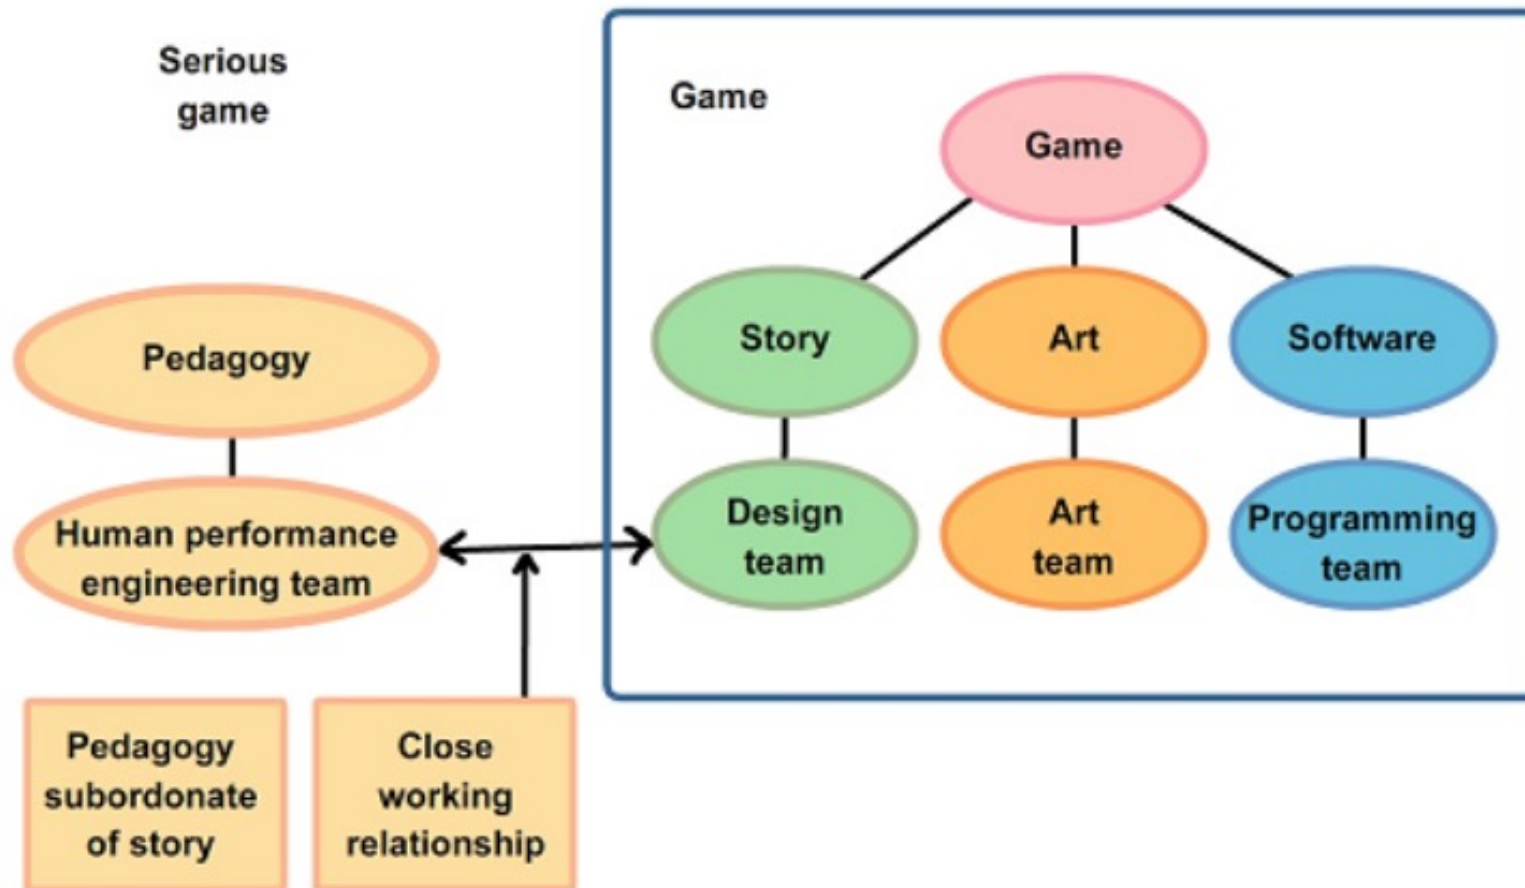 Serious
game
Game
Game
Story
Art
Software
Pedagogy
Design
team
Art
team
Programming
team
Human performance
engineering team
Pedagogy
subordonate
of story
Close
working
relationship